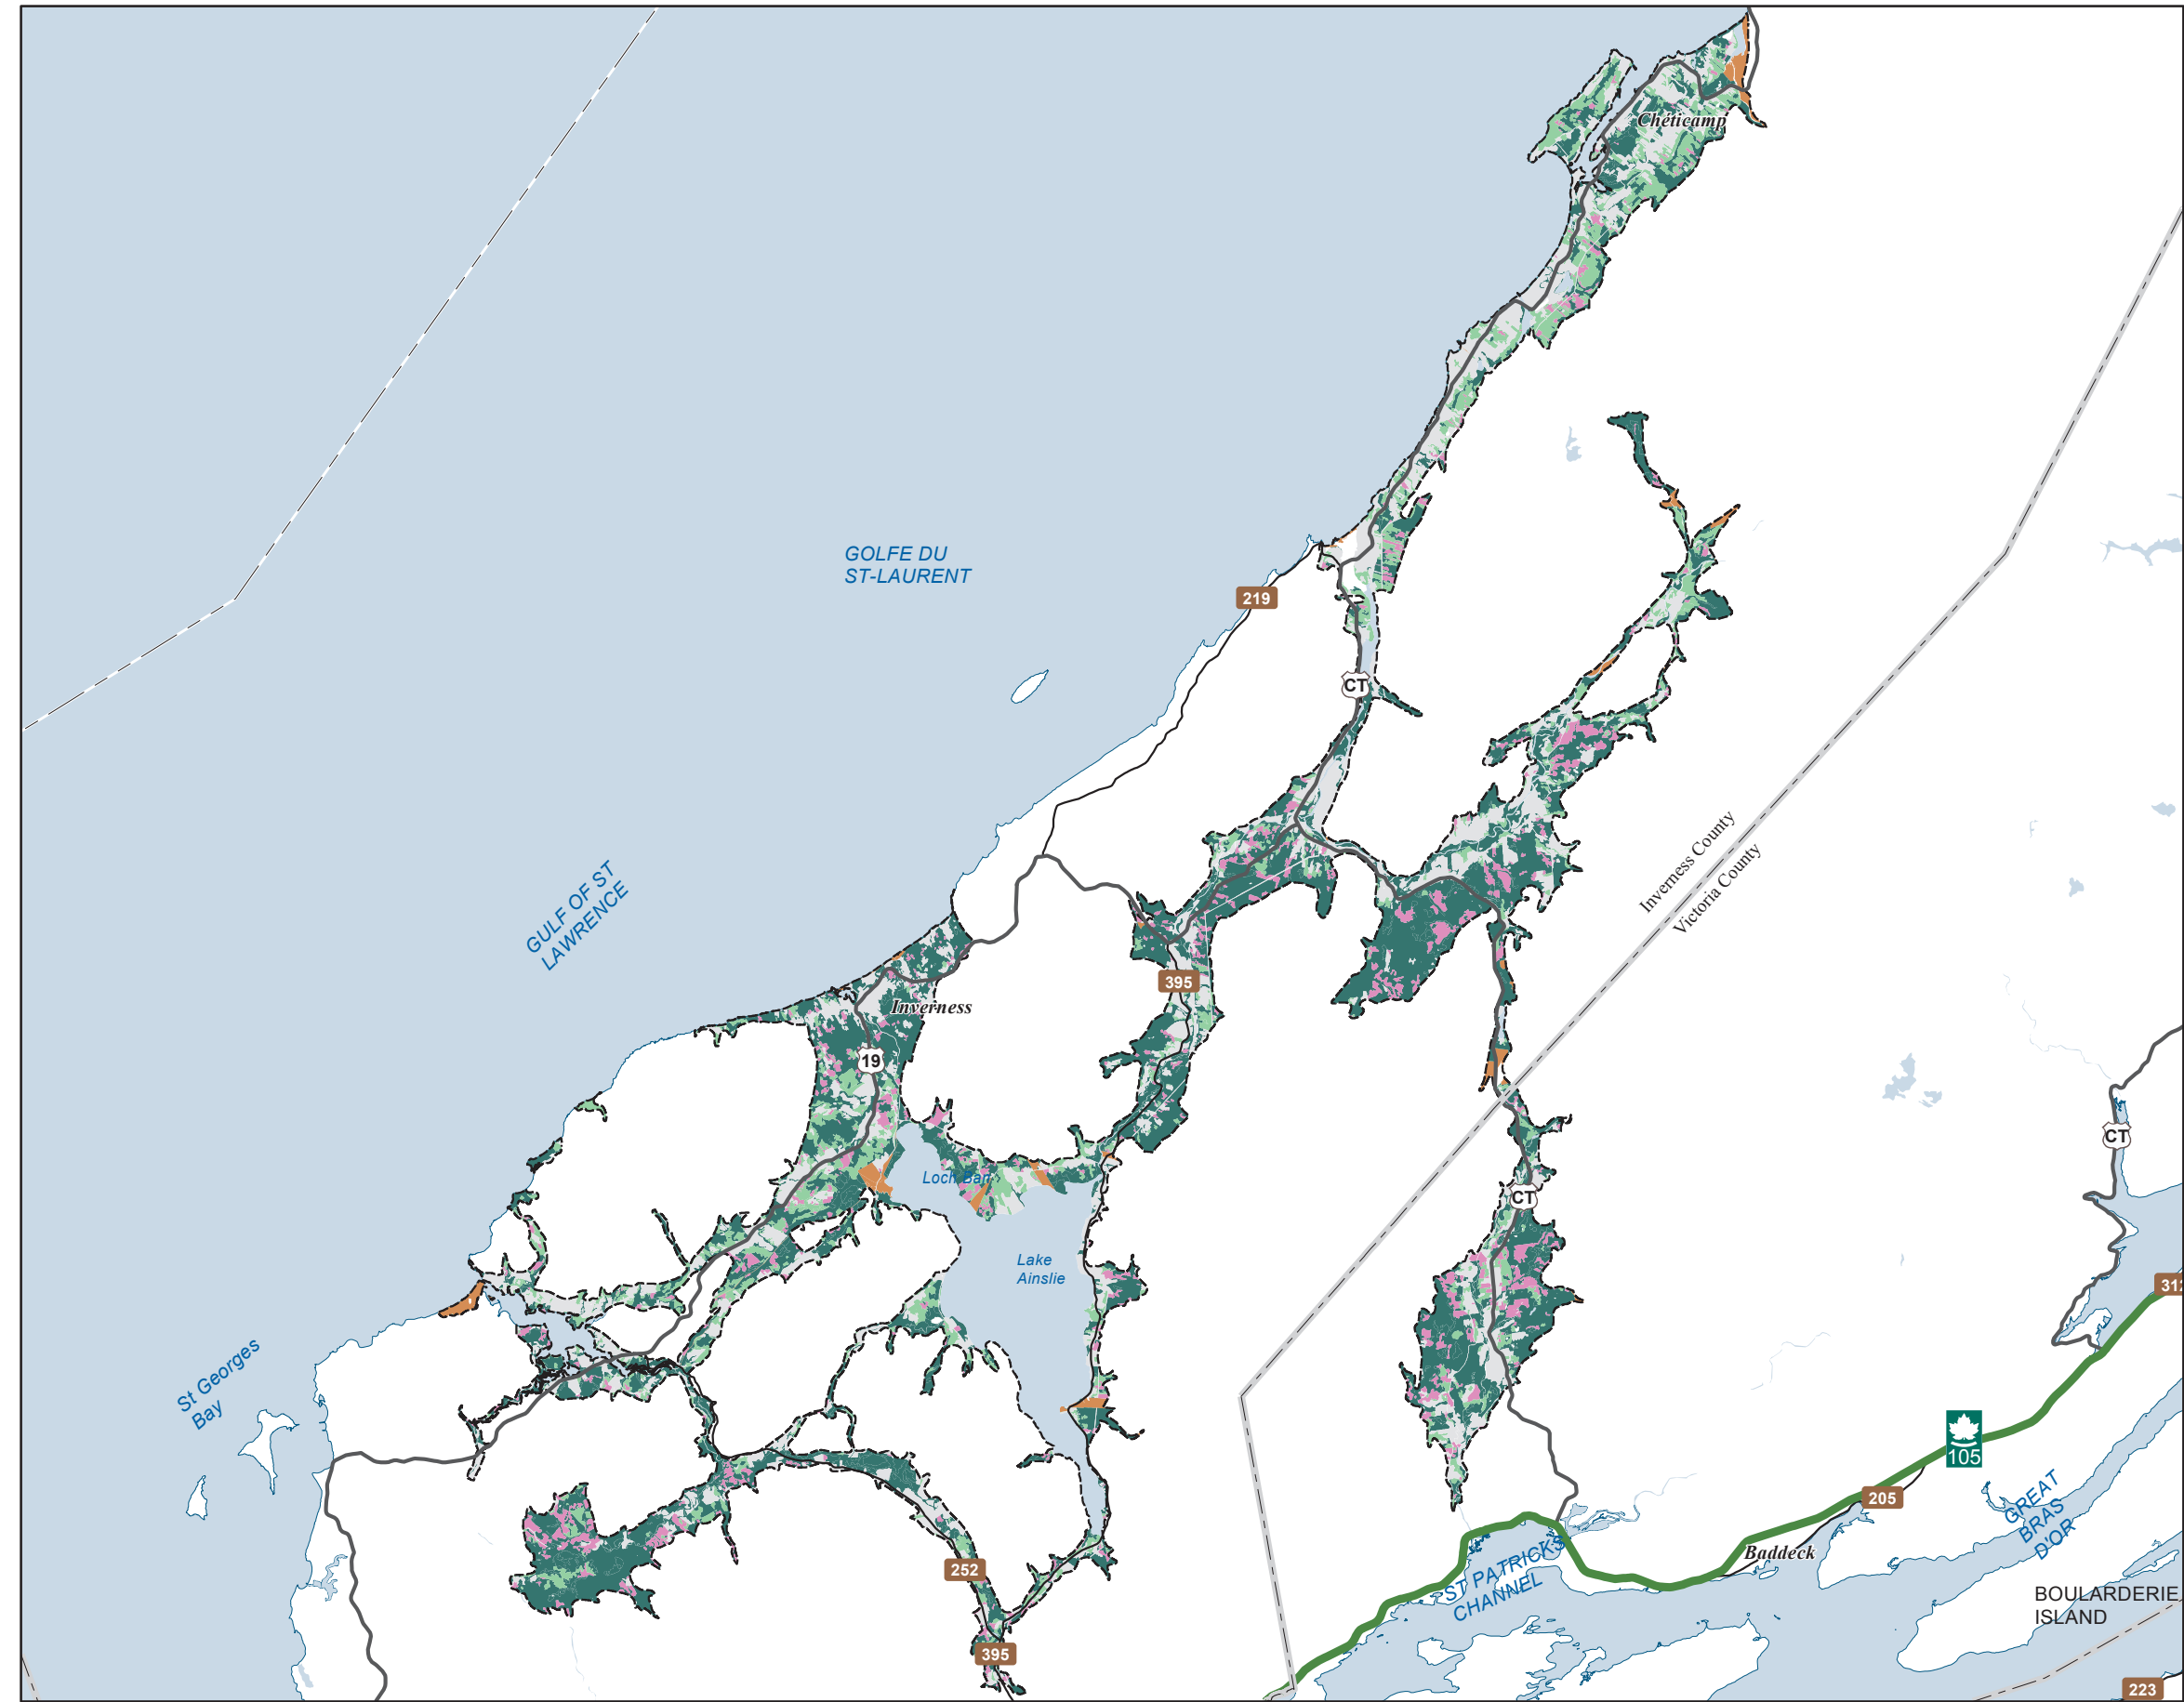 Chéticamp
GOLFE DU
ST-LAURENT
219
CT
Inverness County
Victoria County
GULF OF ST
LAWRENCE
395
Inverness
19
CT
Loch Ban
CT
Lake
Ainslie
312
St Georges
Bay
105
205
GREAT
BRAS
D'OR
Baddeck
252
ST PATRICKS
CHANNEL
BOULARDERIE
ISLAND
395
223